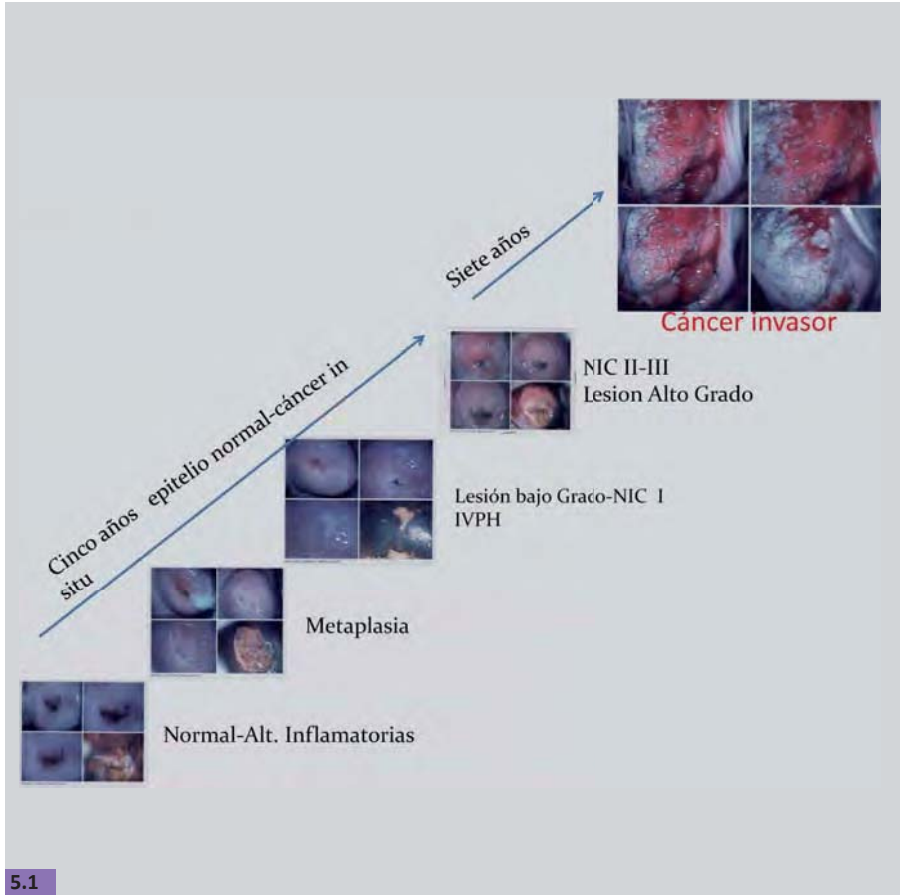 Siete años
Cáncer invasor
Cinco años epitelio normal-cáncer in
situ
NIC II-III
Lesion Alto Grado
Lesión bajo Graco-NIC I
IVPH
Metaplasia
Normal-Alt. Inflamatorias
5.1